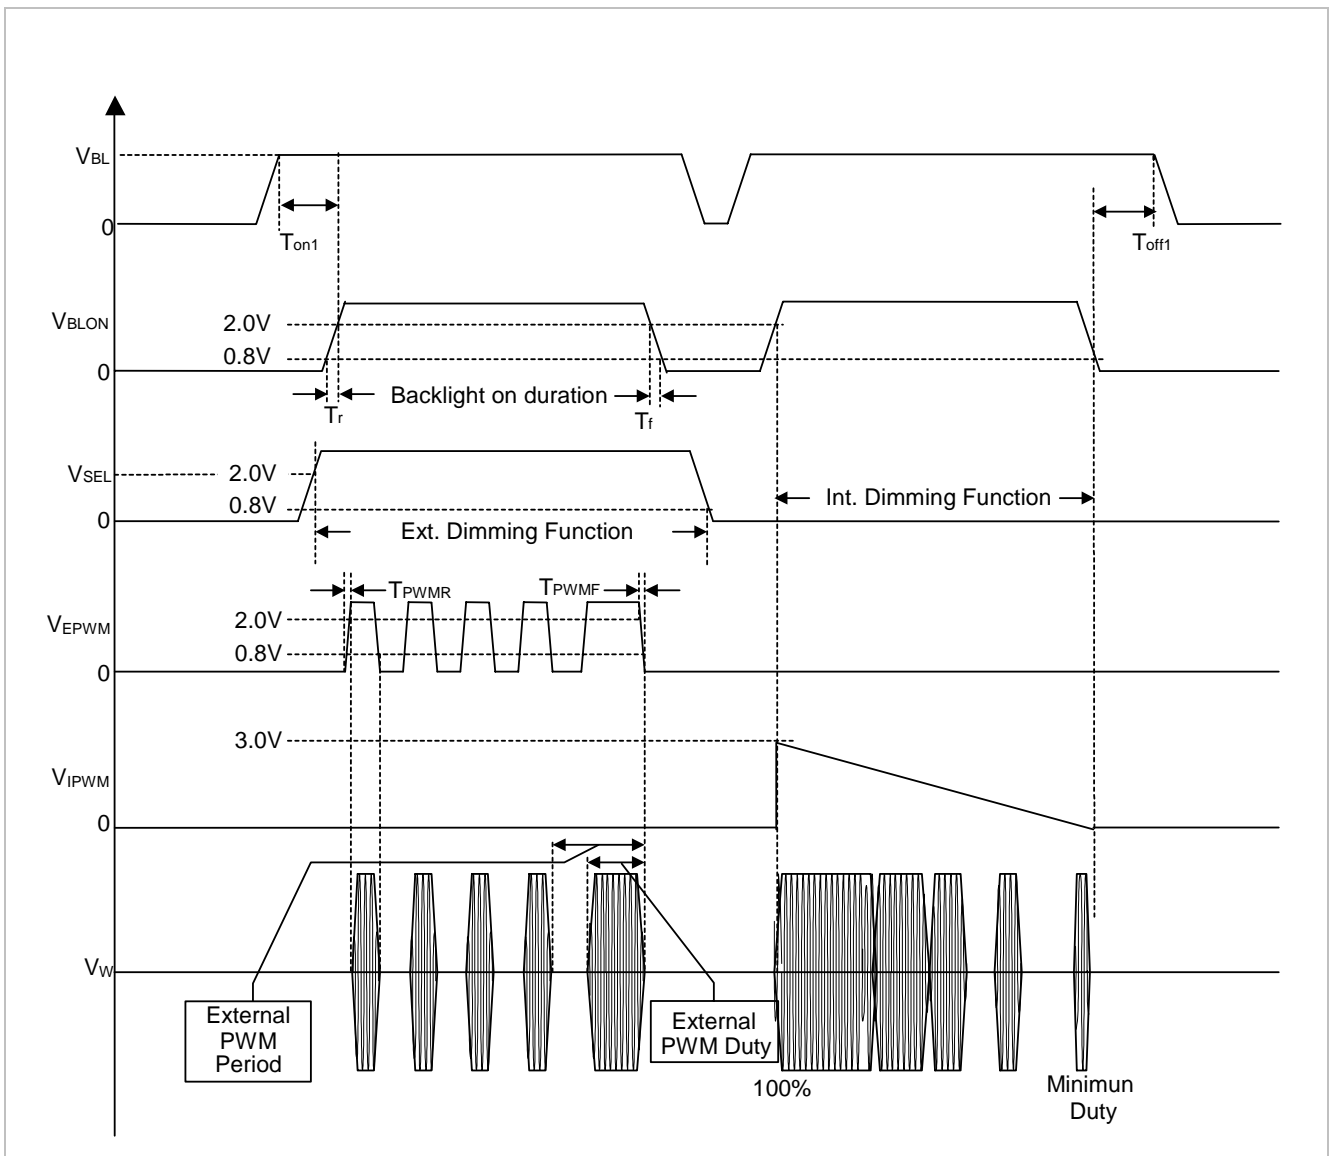 VBL
0
Ton1
Toff1
VBLON
2.0V
0.8V
0
Backlight on duration
Tr
Tf
VSEL
2.0V
0.8V
0
Int. Dimming Function
Ext. Dimming Function
TPWMR
TPWMF
VEPWM
2.0V
0.8V
0
3.0V
VIPWM
0
VW
External
PWM
Period
External
PWM Duty
100%
Minimun
Duty